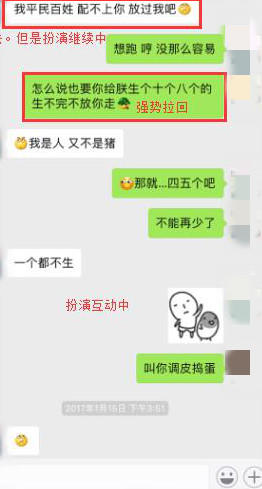 我平民百姓 配不上你 放过我吧
。但是扮演继续中
想跑 哼 没那么容易
怎么说也要你给朕生个十个八个的
生不完不放你走
强势拉回
我是人 又不是猪
那就...四五个吧
不能再少了
一个都不生
扮演互动中
叫你调皮捣蛋
2017年1月15日 下午3:51